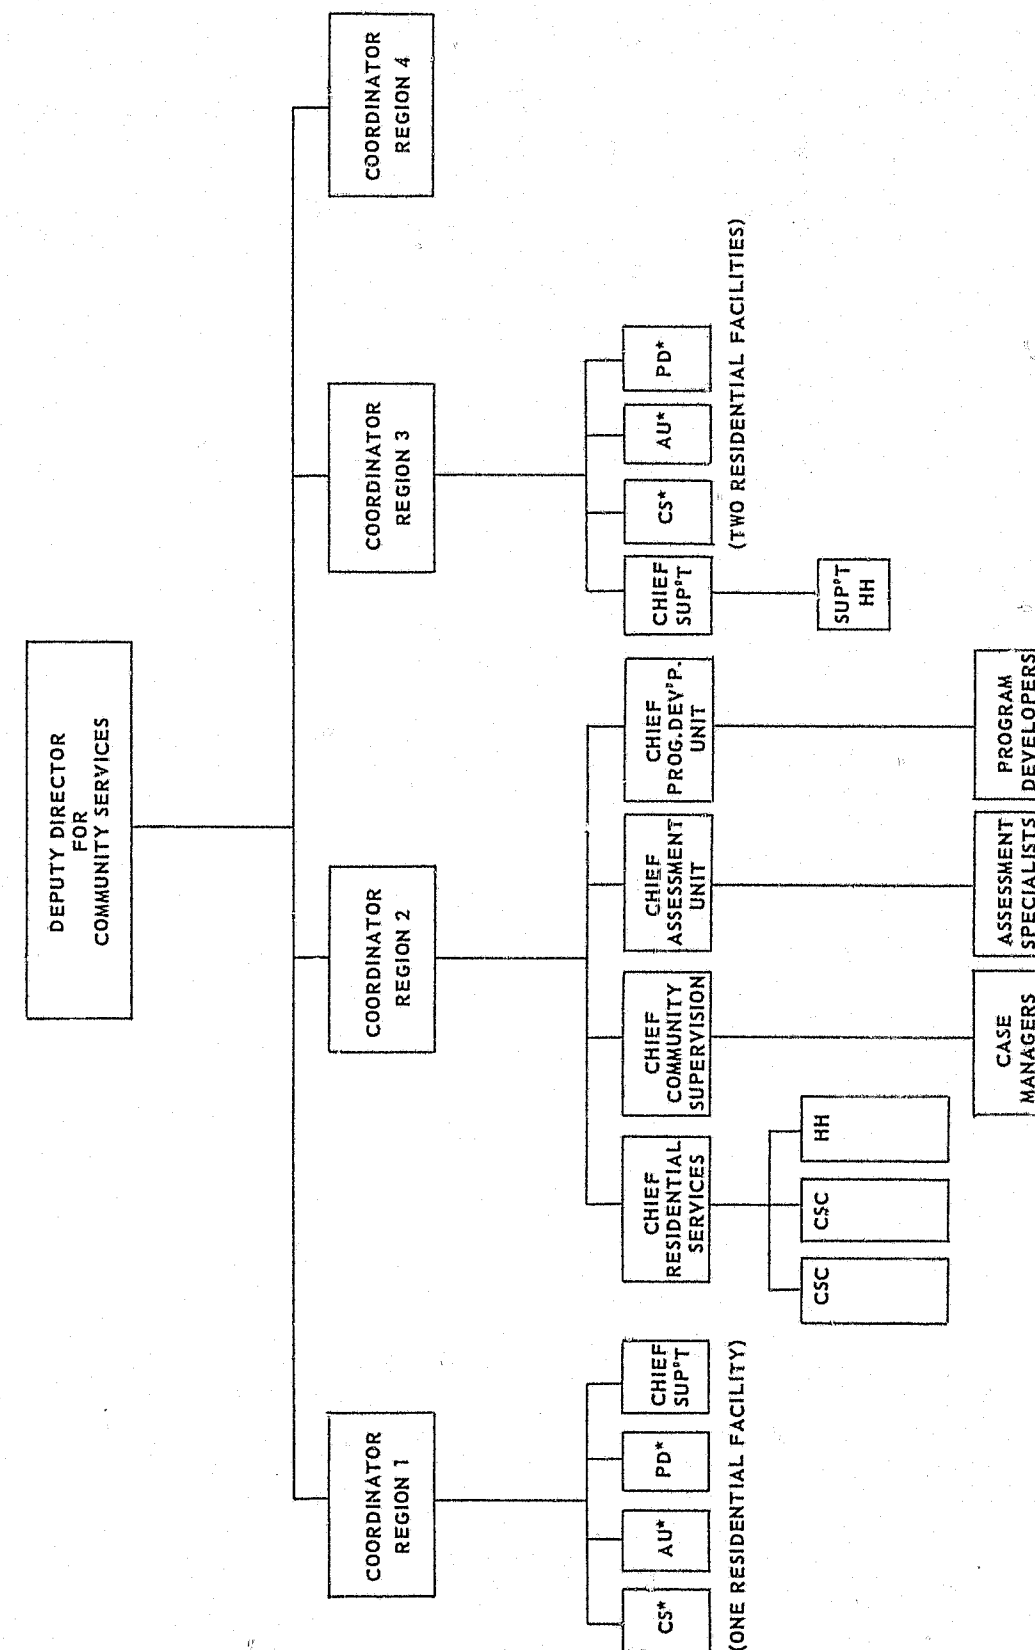 DEPUTY DIRECTOR
FOR
COMMUNITY SERVICES
COORDINATOR
REGION 1
COORDINATOR
REGION 2
COORDINATOR
REGION 3
COORDINATOR
REGION 4
CS*
AU*
PD*
CHIEF
SUP'T
(ONE RESIDENTIAL FACILITY)
CHIEF
RESIDENTIAL
SERVICES
CHIEF
COMMUNITY
SUPERVISION
CHIEF
ASSESSMENT
UNIT
CHIEF
PROG.DEV'P.
UNIT
CHIEF
SUP'T
CS*
AU*
PD*
(TWO RESIDENTIAL FACILITIES)
CSC
CSC
HH
SUP'T
HH
CASE
MANAGERS
ASSESSMENT
SPECIALISTS
PROGRAM
DEVELOPERS